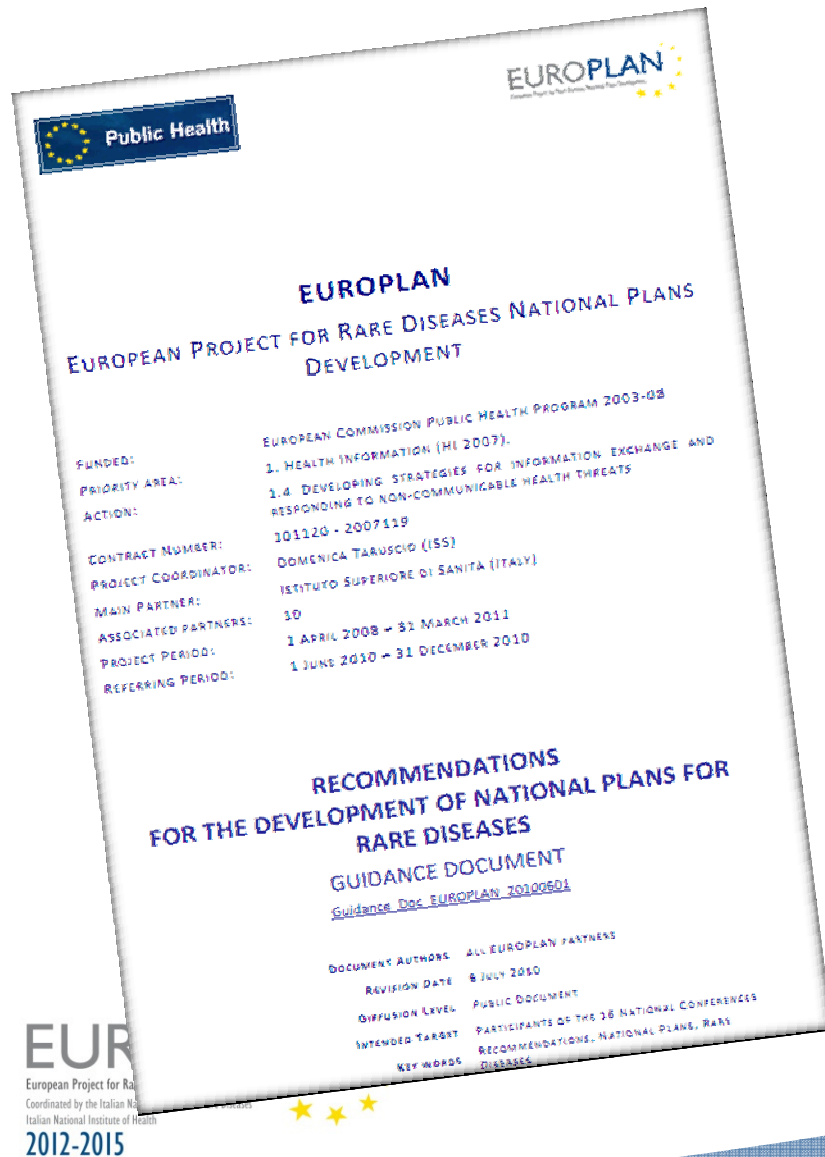 EUROPLAN
Public Health
EUROPLAN
EUROPEAN PROJECT FOR RARE DISEASES NATIONAL PLANS
DEVELOPMENT
FUNDED: EUROPEAN COMMISSION PUBLIC HEALTH PROGRAM 2003-08
PRIORITY AREA: 1. HEALTH INFORMATION (HI 2007).
ACTION: 1.4 DEVELOPING STRATEGIES FOR INFORMATION EXCHANGE AND
RESPONDING TO NON-COMMUNICABLE HEALTH THREATS
CONTRACT NUMBER: 101120 - 2007119
PROJECT COORDINATOR: DOMENICA TARUSCIO (ISS)
MAIN PARTNER: ISTITUTO SUPERIORE DI SANITÀ (ITALY)
ASSOCIATED PARTNERS: 30
PROJECT PERIOD: 1 APRIL 2008 – 31 MARCH 2011
REFERRING PERIOD: 1 JUNE 2010 – 31 DECEMBER 2010
RECOMMENDATIONS
FOR THE DEVELOPMENT OF NATIONAL PLANS FOR
RARE DISEASES
GUIDANCE DOCUMENT
Guidance_Doc_EUROPLAN_20100601
DOCUMENT AUTHORS ALL EUROPLAN PARTNERS
REVISION DATE 8 JULY 2010
DIFFUSION LEVEL PUBLIC DOCUMENT
INTENDED TARGET PARTICIPANTS OF THE 16 NATIONAL CONFERENCES
KEY WORDS RECOMMENDATIONS, NATIONAL PLANS, RARE
DISEASES
EUR
European Project for Ra
Coordinated by the Italian Na Diseases
Italian National Institute of Health
2012-2015